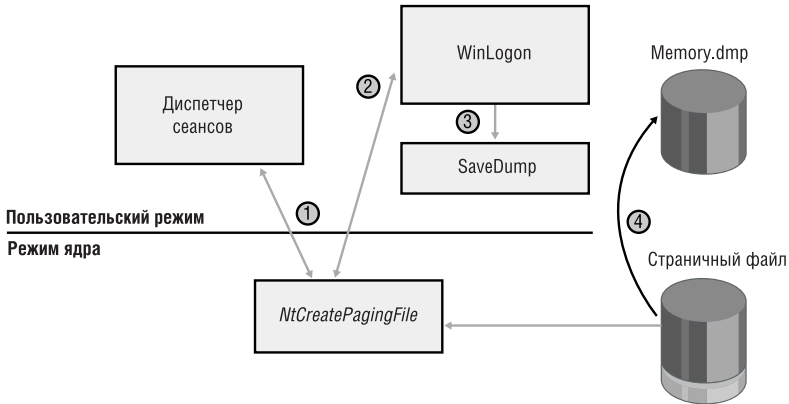 WinLogon
Memory.dmp
Диспетчер
сеансов
2
3
SaveDump
1
Пользовательский режим
Режим ядра
4
Страничный файл
NtCreatePagingFile